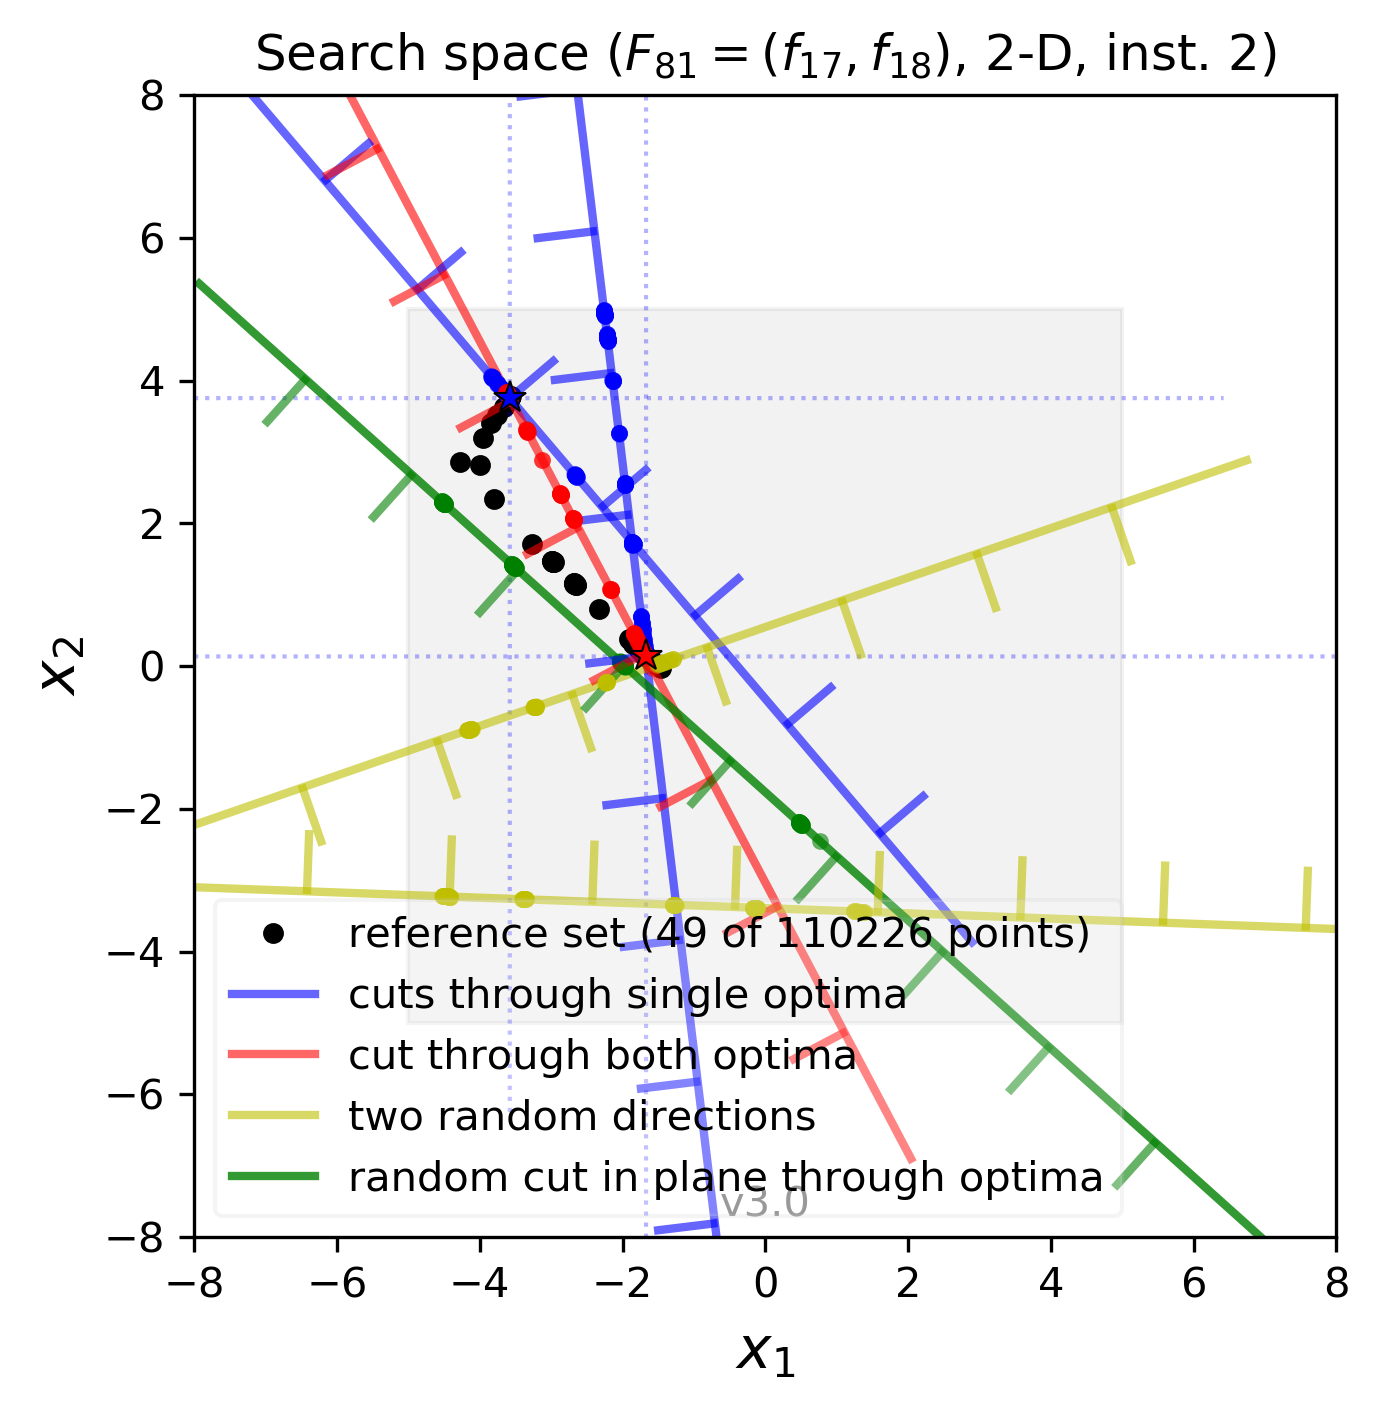 Search space (F₈₁ = (f₁₇, f₁₈), 2-D, inst. 2)
8
6
4
2
0
−2
−4
−6
−8
x₂
reference set (49 of 110226 points)
cuts through single optima
cut through both optima
two random directions
random cut in plane through optima
v3.0
−8 −6 −4 −2 0 2 4 6 8
x₁